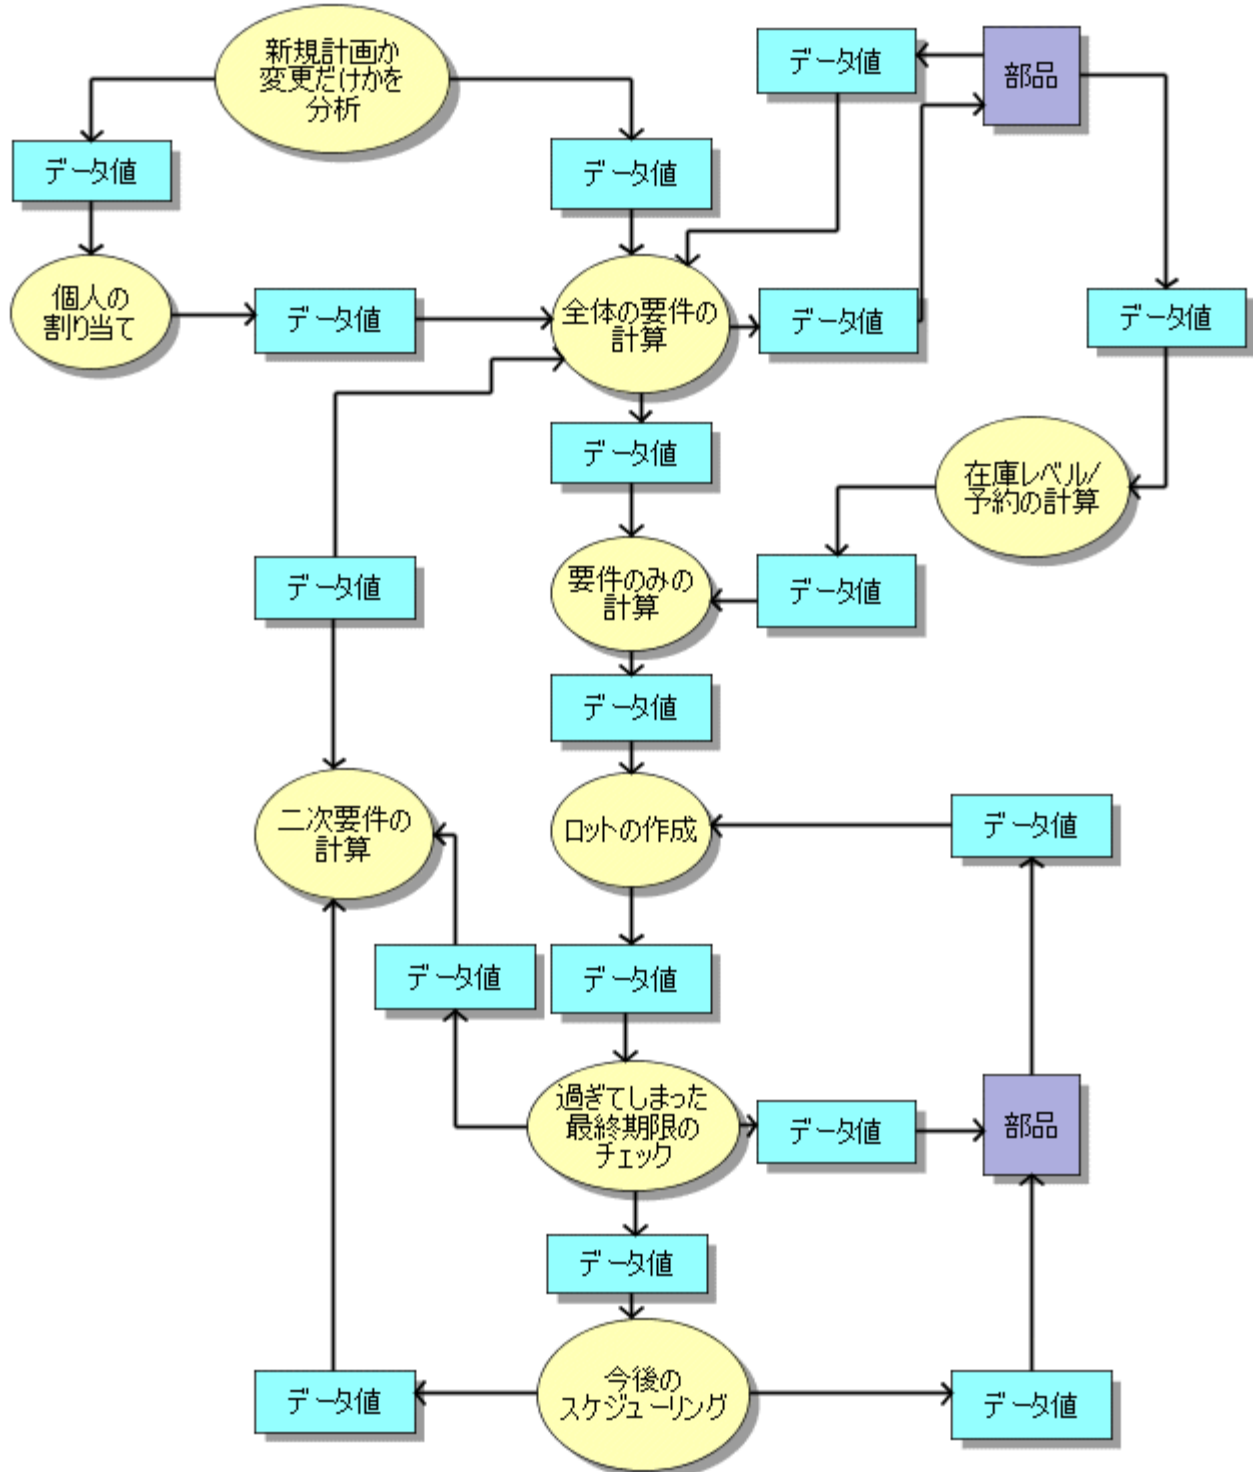 新規計画か
変更だけかを
分析
データ値
部品
データ値
データ値
個人の
割り当て
データ値
全体の要件の
計算
データ値
データ値
データ値
在庫レベル/
予約の計算
データ値
要件のみの
計算
データ値
データ値
二次要件の
計算
ロットの作成
データ値
データ値
データ値
過ぎてしまった
最終期限の
チェック
データ値
部品
データ値
今後の
スケジューリング
データ値
データ値